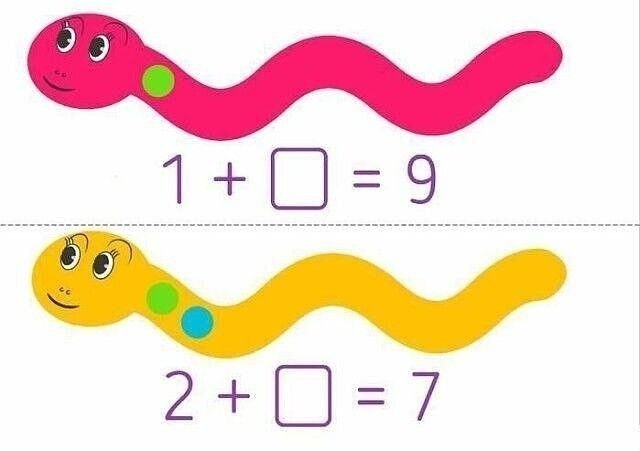 1 + □ = 9
2 + □ = 7